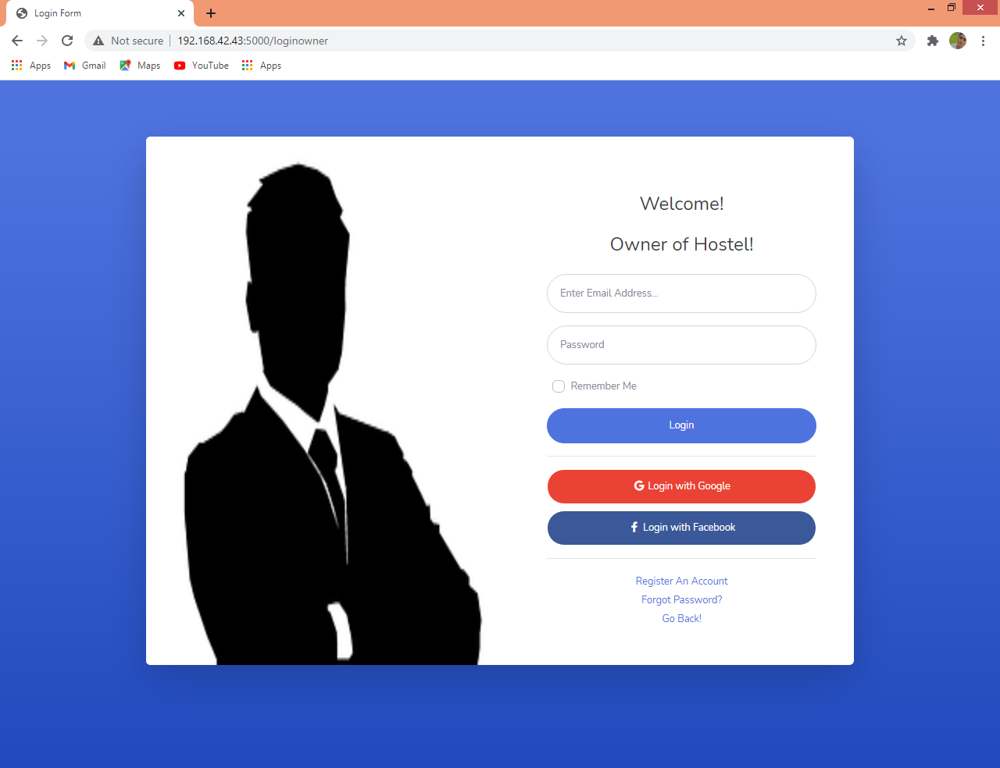 Login Form
Not secure | 192.168.42.43:5000/loginowner
Apps Gmail Maps YouTube Apps
Welcome!
Owner of Hostel!
Enter Email Address...
Password
Remember Me
Login
Login with Google
Login with Facebook
Register An Account
Forgot Password?
Go Back!